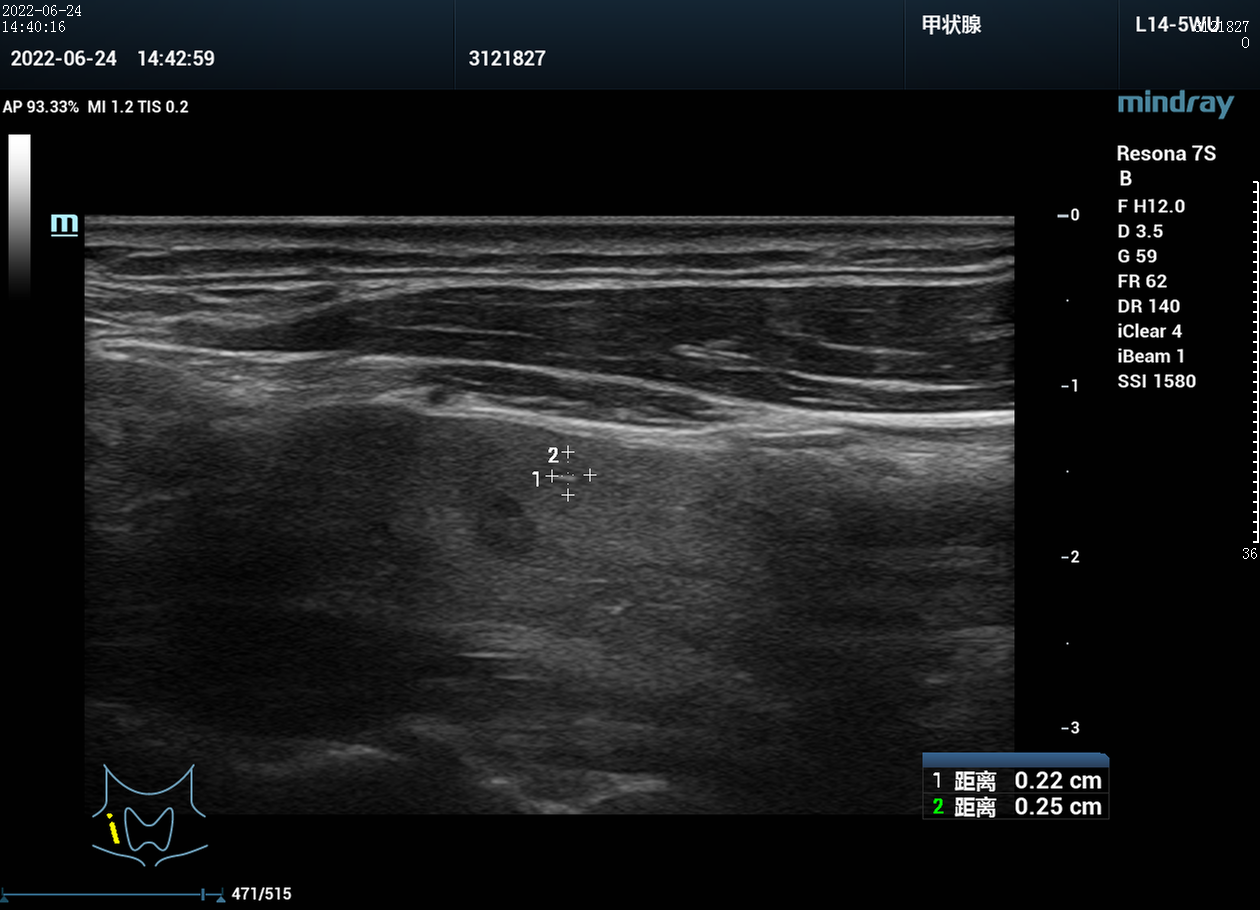 2022-06-24
14:40:16
2022-06-24 14:42:59
3121827
甲状腺
L14-5WU
3121827
0
AP 93.33% MI 1.2 TIS 0.2
mindray
Resona 7S
B
F H12.0
D 3.5
G 59
FR 62
DR 140
iClear 4
iBeam 1
SSI 1580
m
0
-1
-2
-3
36
2
1
1 距离 0.22 cm
2 距离 0.25 cm
471/515